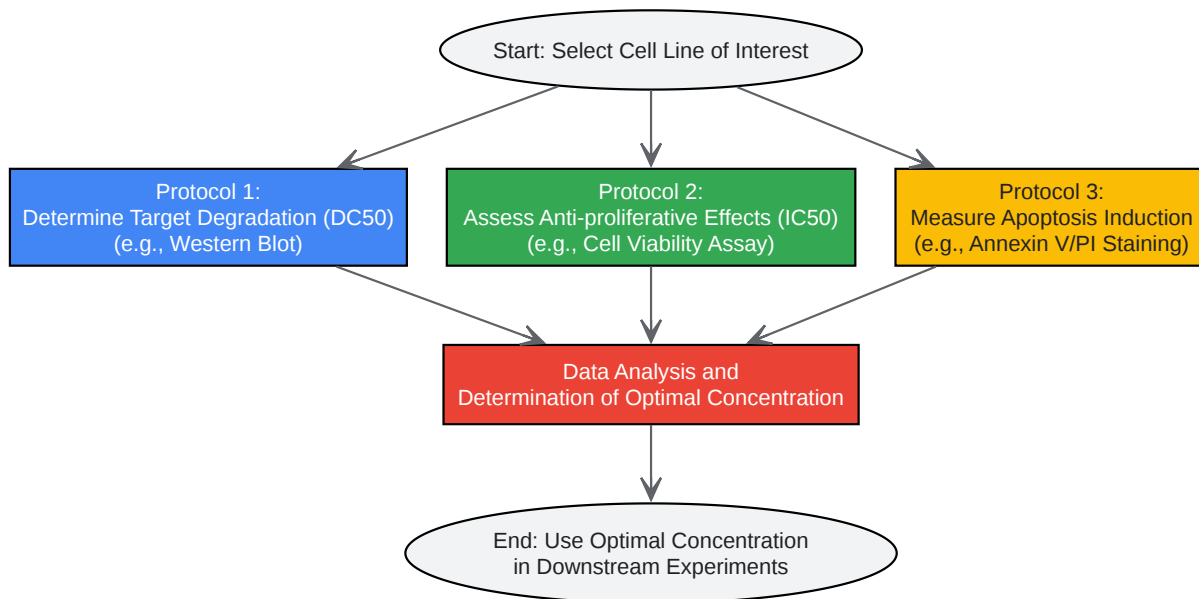 Start: Select Cell Line of Interest
Protocol 1:
Determine Target Degradation (DC50)
(e.g., Western Blot)
Protocol 2:
Assess Anti-proliferative Effects (IC50)
(e.g., Cell Viability Assay)
Protocol 3:
Measure Apoptosis Induction
(e.g., Annexin V/PI Staining)
Data Analysis and
Determination of Optimal Concentration
End: Use Optimal Concentration
in Downstream Experiments